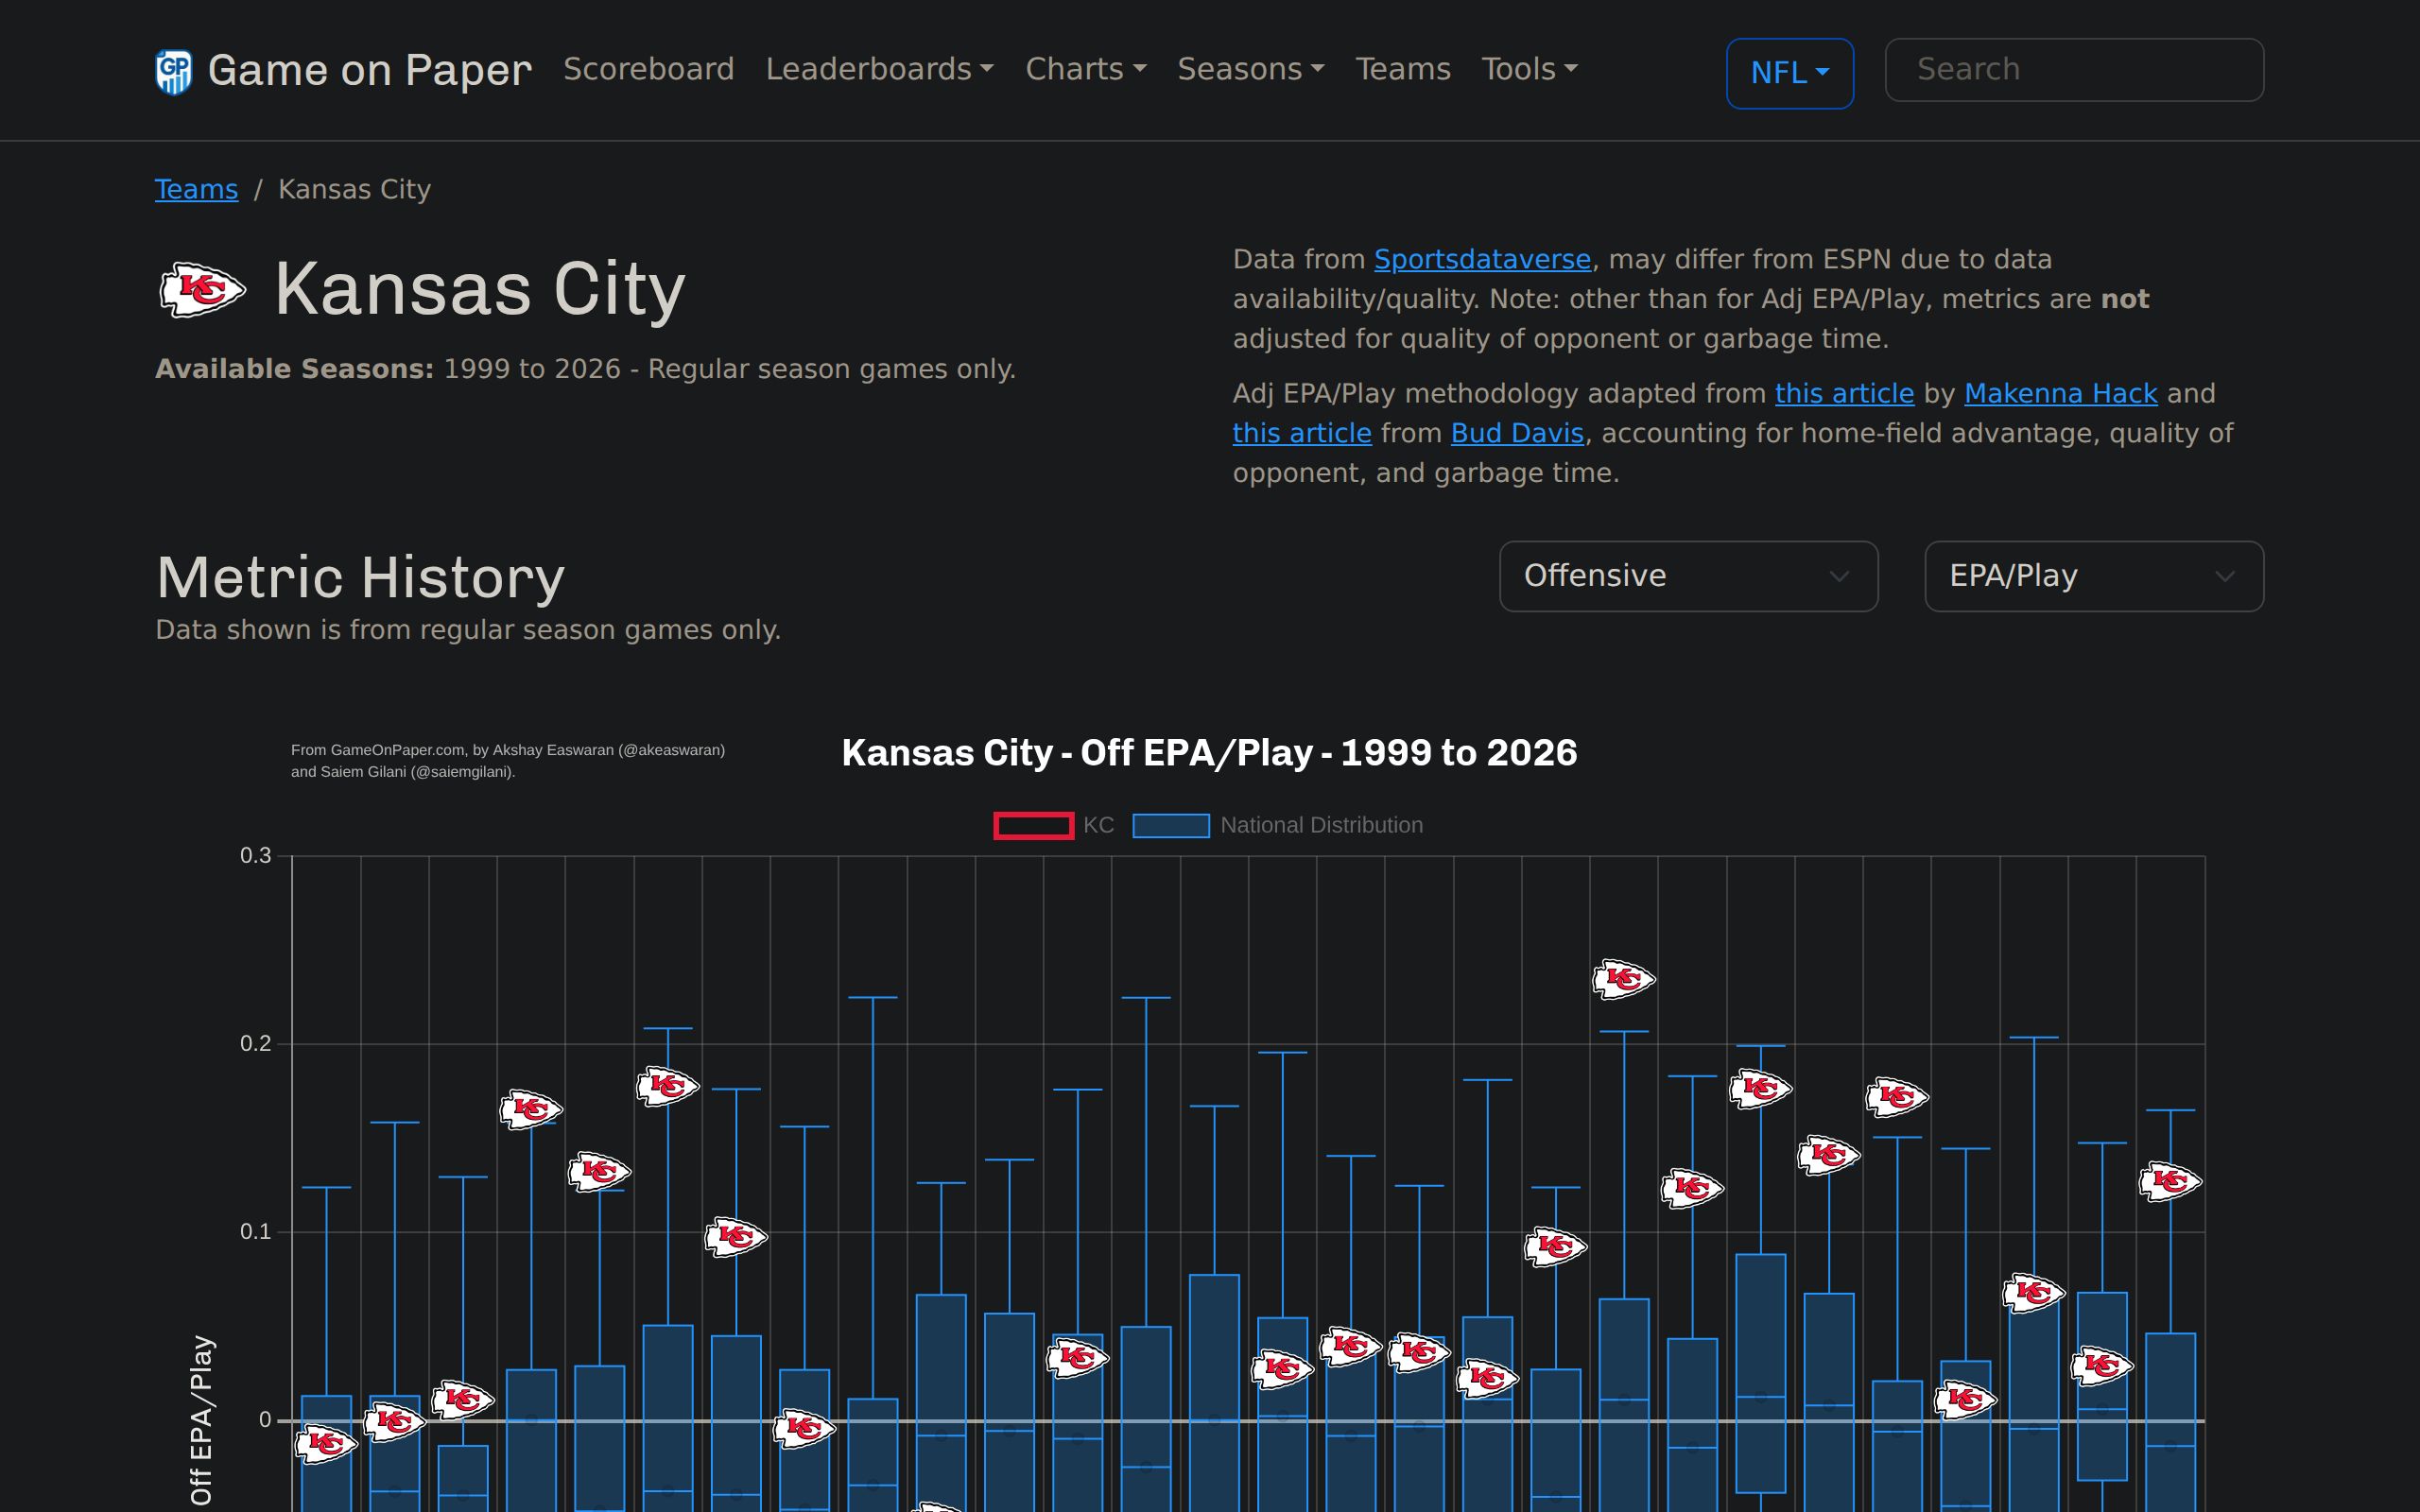 GP Game on Paper Scoreboard Leaderboards Charts Seasons Teams Tools NFL Search
Teams / Kansas City
KC Kansas City
Available Seasons: 1999 to 2026 - Regular season games only.
Data from Sportsdataverse, may differ from ESPN due to data
availability/quality. Note: other than for Adj EPA/Play, metrics are not
adjusted for quality of opponent or garbage time.
Adj EPA/Play methodology adapted from this article by Makenna Hack and
this article from Bud Davis, accounting for home-field advantage, quality of
opponent, and garbage time.
Metric History
Offensive
EPA/Play
Data shown is from regular season games only.
From GameOnPaper.com, by Akshay Easwaran (@akeaswaran)
and Saiem Gilani (@saiemgilani).
Kansas City - Off EPA/Play - 1999 to 2026
KC National Distribution
0.3
0.2
0.1
0
Off EPA/Play